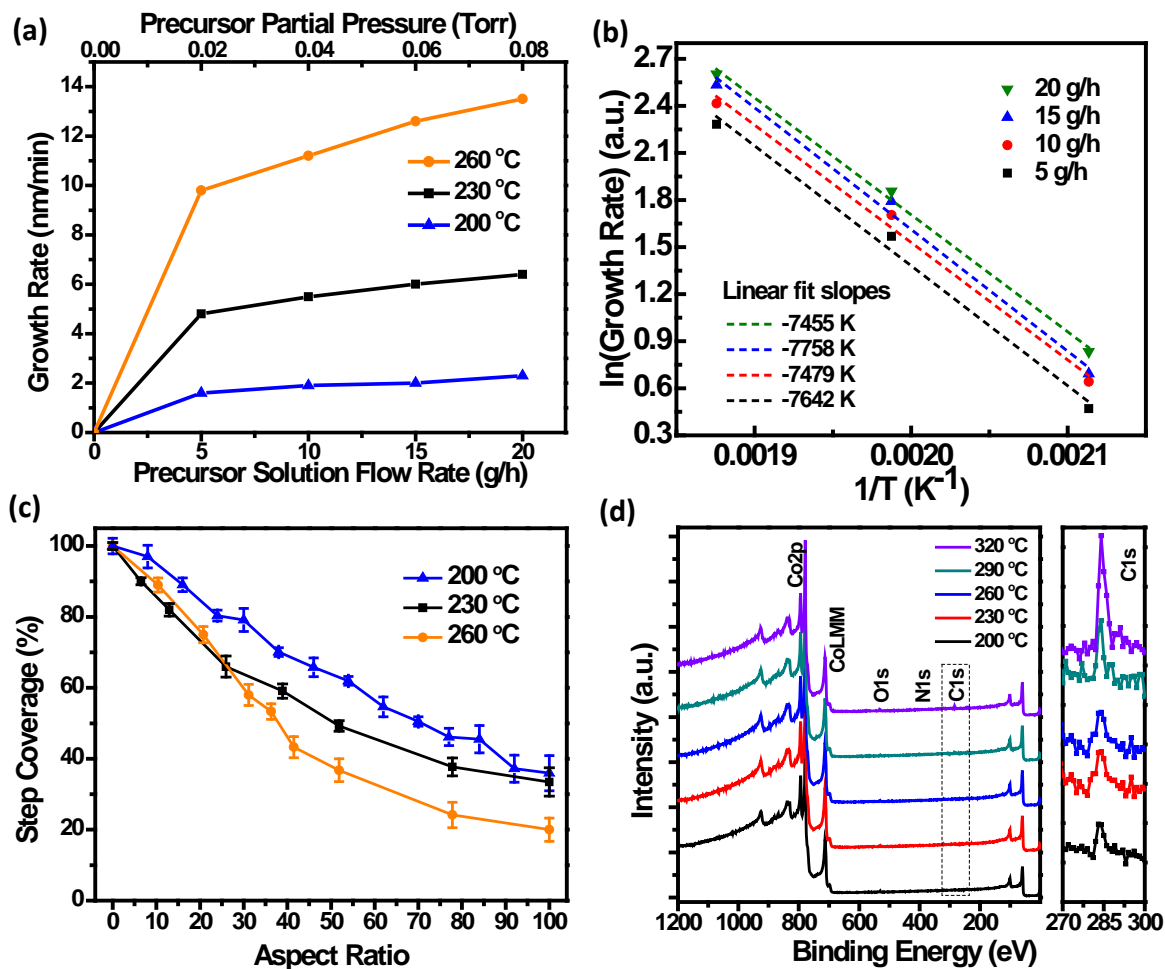 (a)
Precursor Partial Pressure (Torr)
0.00 0.02 0.04 0.06 0.08
14
12
10
8
6
4
2
0
Growth Rate (nm/min)
260 °C
230 °C
200 °C
0 5 10 15 20
Precursor Solution Flow Rate (g/h)
(b)
2.7
2.4
2.1
1.8
1.5
1.2
0.9
0.6
0.3
ln(Growth Rate) (a.u.)
20 g/h
15 g/h
10 g/h
5 g/h
Linear fit slopes
-7455 K
-7758 K
-7479 K
-7642 K
0.0019 0.0020 0.0021
1/T (K-1)
(c)
100
80
60
40
20
0
Step Coverage (%)
200 °C
230 °C
260 °C
0 10 20 30 40 50 60 70 80 90 100
Aspect Ratio
(d)
Intensity (a.u.)
Co2p
CoLMM
O1s
N1s
C1s
320 °C
290 °C
260 °C
230 °C
200 °C
1200 1000 800 600 400 200 0
C1s
270 285 300
Binding Energy (eV)